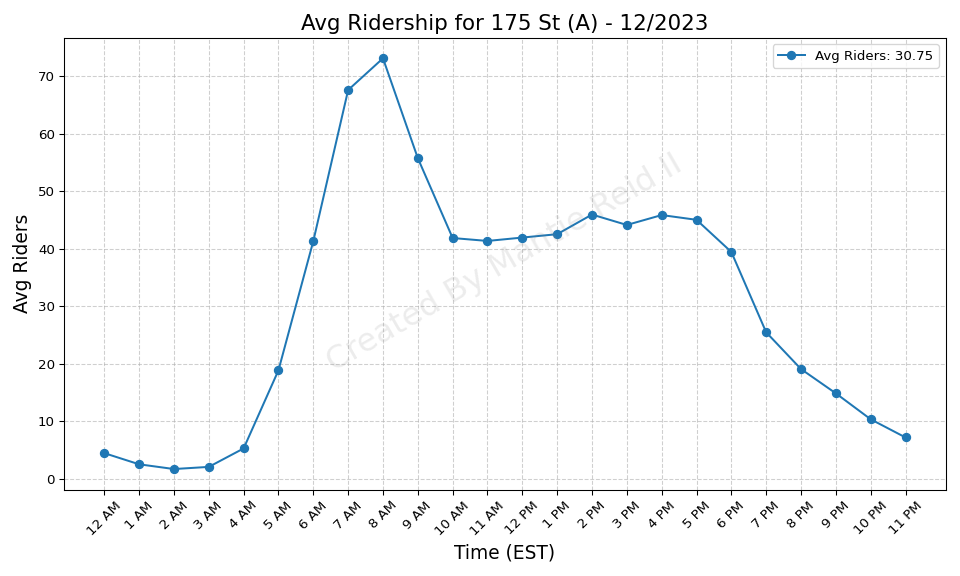 Avg Ridership for 175 St (A) - 12/2023
Avg Riders: 30.75
Avg Riders
70
60
50
40
30
20
10
0
Created By Mantie Reid II
12 AM
1 AM
2 AM
3 AM
4 AM
5 AM
6 AM
7 AM
8 AM
9 AM
10 AM
11 AM
12 PM
1 PM
2 PM
3 PM
4 PM
5 PM
6 PM
7 PM
8 PM
9 PM
10 PM
11 PM
Time (EST)